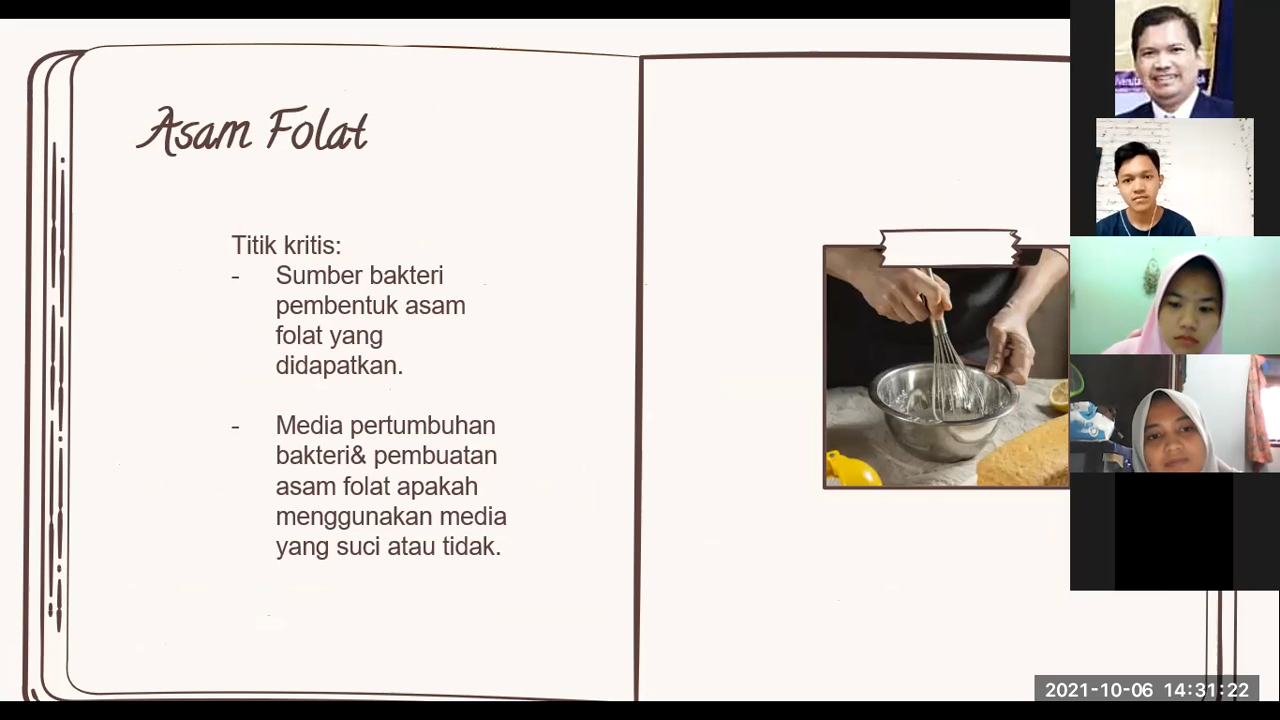 Asam Folat
Titik kritis:
- Sumber bakteri
pembentuk asam
folat yang
didapatkan.
- Media pertumbuhan
bakteri& pembuatan
asam folat apakah
menggunakan media
yang suci atau tidak.
2021-10-06 14:31:22